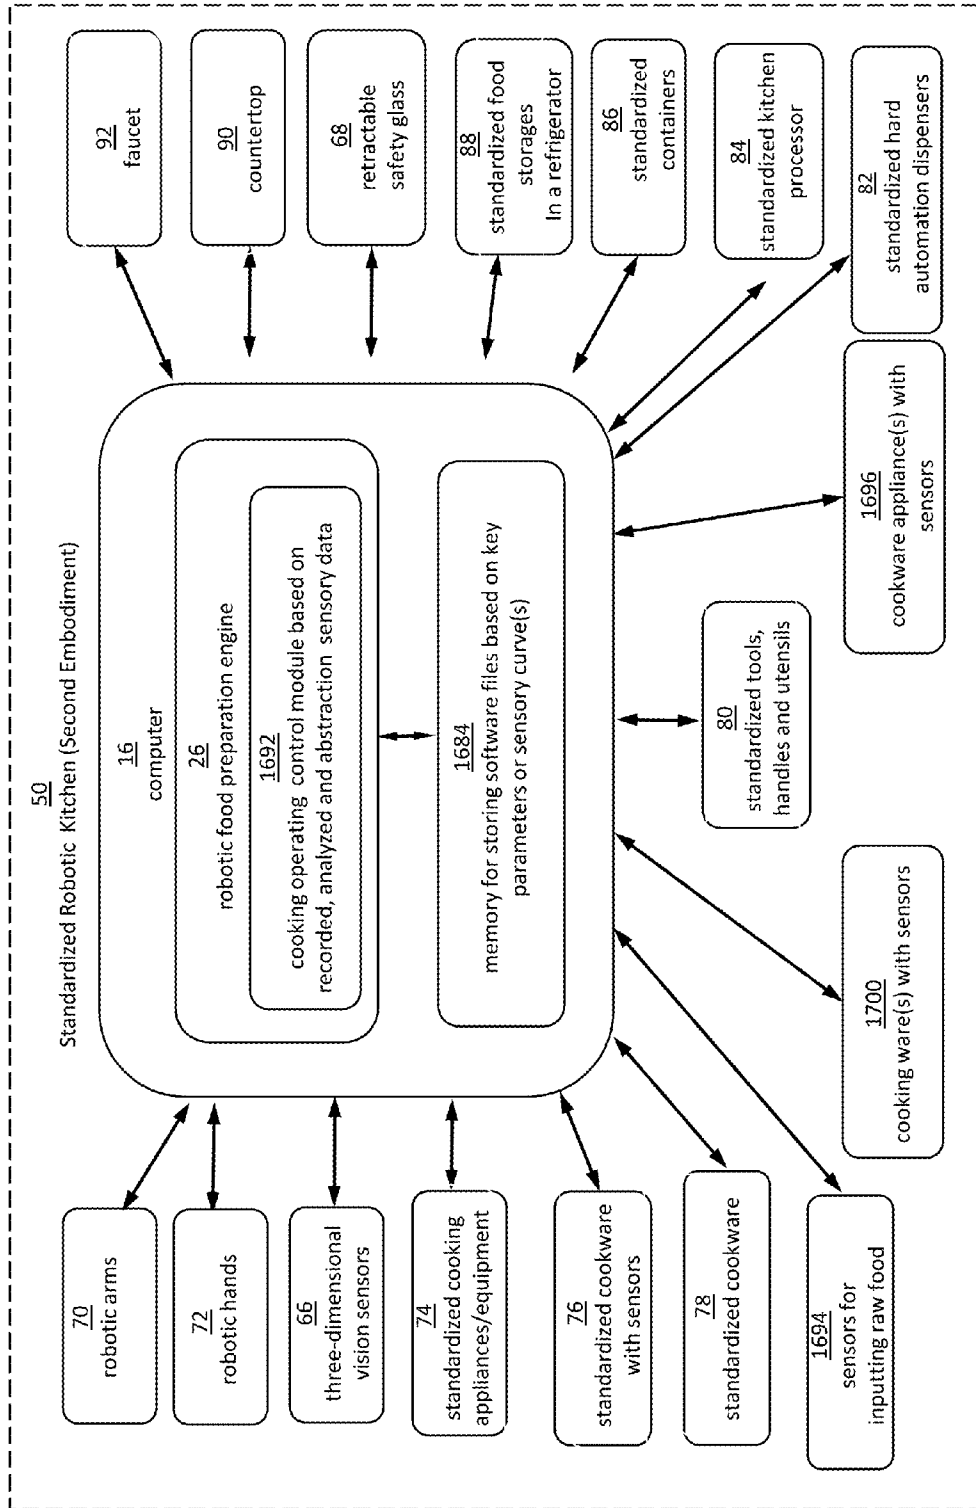 50
Standardized Robotic Kitchen (Second Embodiment)
16
computer
26
robotic food preparation engine
1692
cooking operating control module based on
recorded, analyzed and abstraction sensory data
1684
memory for storing software files based on key
parameters or sensory curve(s)
70
robotic arms
72
robotic hands
66
three-dimensional
vision sensors
74
standardized cooking
appliances/equipment
76
standardized cookware
with sensors
78
standardized cookware
1694
sensors for
inputting raw food
1700
cooking ware(s) with sensors
80
standardized tools,
handles and utensils
1696
cookware appliance(s) with
sensors
92
faucet
90
countertop
68
retractable
safety glass
88
standardized food
storages
In a refrigerator
86
standardized
containers
84
standardized kitchen
processor
82
standardized hard
automation dispensers